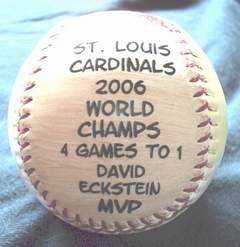 ST. LOUIS
CARDINALS
2006
WORLD
CHAMPS
4 GAMES TO 1
DAVID
ECKSTEIN
MVP